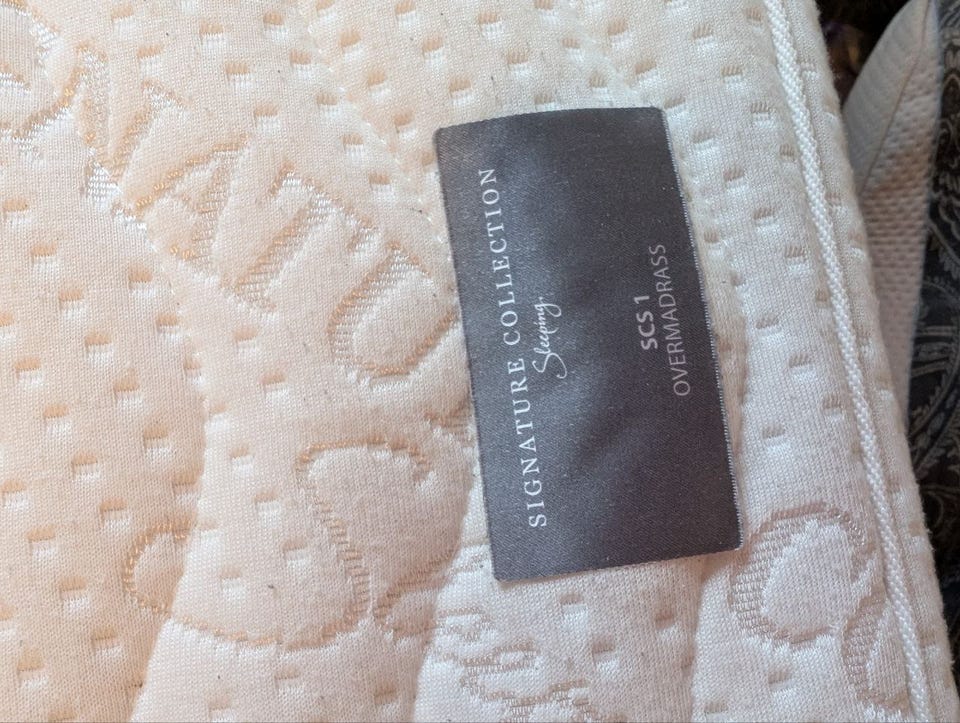 SIGNATURE COLLECTION
Sleeping.
SCS 1
OVERMADRASS